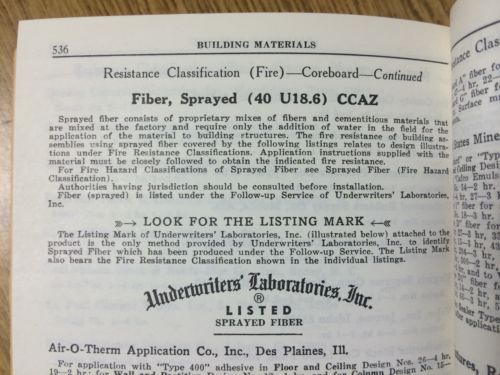 536
BUILDING MATERIALS
Resistance Classification (Fire)—Coreboard—Continued
Fiber, Sprayed (40 U18.6) CCAZ
Sprayed fiber consists of proprietary mixes of fibers and cementitious materials that
are mixed at the factory and require only the addition of water in the field for the
application of the material to building structures. The fire resistance of building as-
semblies using sprayed fiber covered by the following listings relates to design illustra-
tions under Fire Resistance Classifications. Application instructions supplied with the
material must be closely followed to obtain the indicated fire resistance.
For Fire Hazard Classifications of Sprayed Fiber see Sprayed Fiber (Fire Hazard
Classification).
Authorities having jurisdiction should be consulted before installation.
Fiber (sprayed) is listed under the Follow-up Service of Underwriters' Laboratories,
Inc.
LOOK FOR THE LISTING MARK
The Listing Mark of Underwriters' Laboratories, Inc. (illustrated below) attached to the
product is the only method provided by Underwriters' Laboratories, Inc. to identify
Sprayed Fiber which has been produced under the Follow-up Service. The Listing Mark
also bears the Fire Resistance Classification shown in the individual listings.
Underwriters' Laboratories, Inc.
®
LISTED
SPRAYED FIBER
Air-O-Therm Application Co., Inc., Des Plaines, Ill.
For application with "Type 400" adhesive in Floor and Ceiling Design Nos. 26—4 hr.